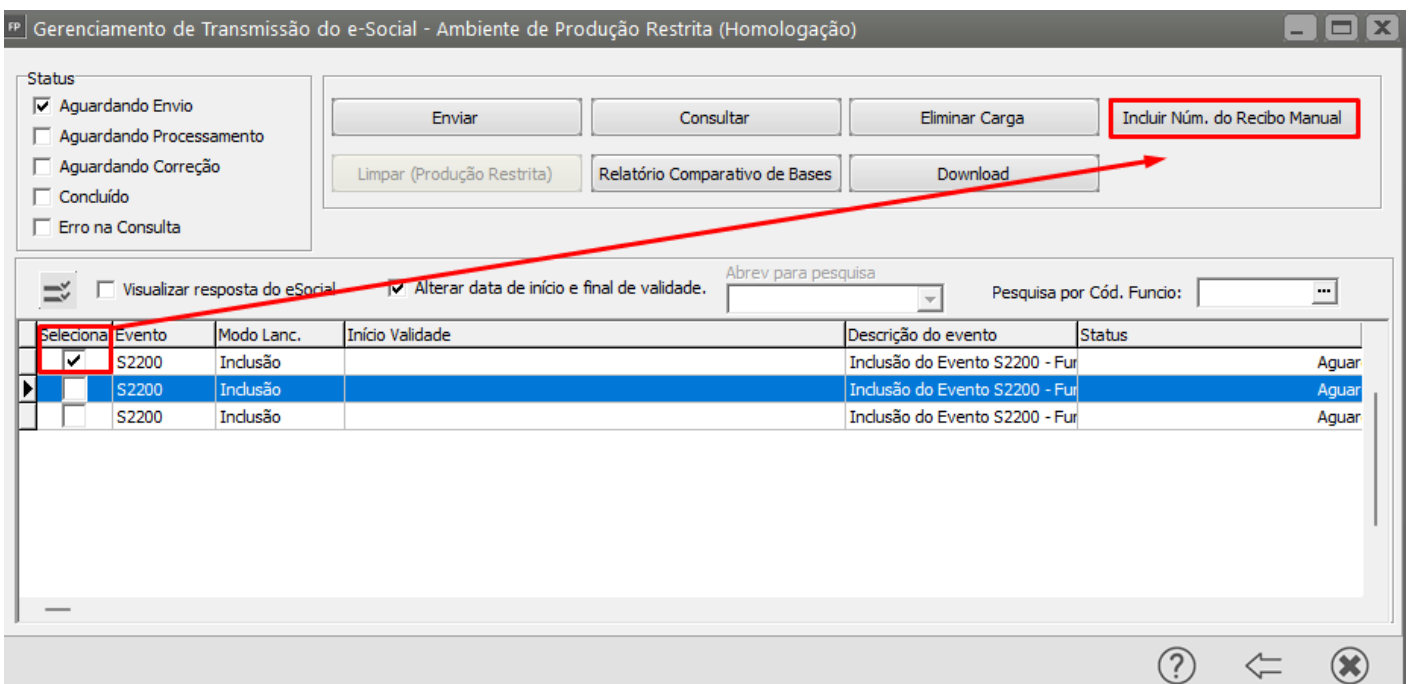 FP Gerenciamento de Transmissão do e-Social - Ambiente de Produção Restrita (Homologação)
Status
Aguardando Envio
Aguardando Processamento
Aguardando Correção
Concluído
Erro na Consulta
Enviar Consultar Eliminar Carga Incluir Núm. do Recibo Manual
Limpar (Produção Restrita) Relatório Comparativo de Bases Download
Visualizar resposta do eSocial Alterar data de início e final de validade. Abrev para pesquisa Pesquisa por Cód. Funcio: ...
Seleciona Evento Modo Lanc. Início Validade Descrição do evento Status
S2200 Inclusão Inclusão do Evento S2200 - Fur Aguar
S2200 Inclusão Inclusão do Evento S2200 - Fur Aguar
S2200 Inclusão Inclusão do Evento S2200 - Fur Aguar
?